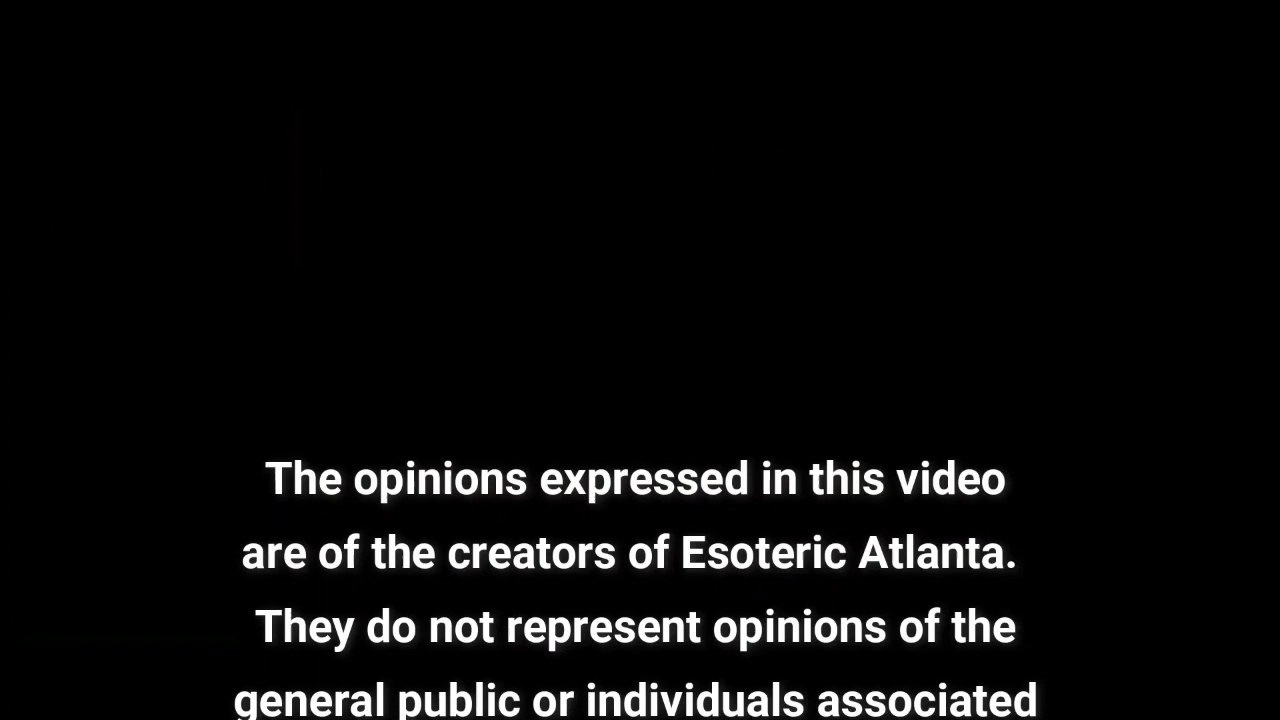 The opinions expressed in this video
are of the creators of Esoteric Atlanta.
They do not represent opinions of the
general public or individuals associated